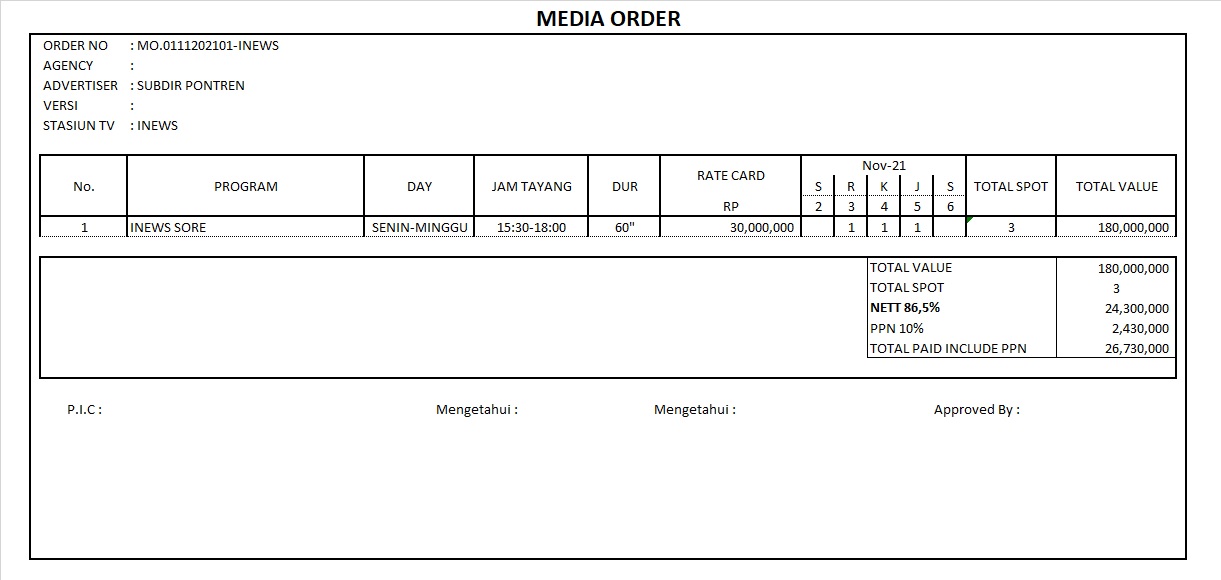 MEDIA ORDER
ORDER NO : MO.0111202101-INEWS
AGENCY :
ADVERTISER : SUBDIR PONTREN
VERSI :
STASIUN TV : INEWS
No. PROGRAM DAY JAM TAYANG DUR RATE CARD RP Nov-21 TOTAL SPOT TOTAL VALUE
S R K J S
2 3 4 5 6
1 INEWS SORE SENIN-MINGGU 15:30-18:00 60" 30,000,000 1 1 1 3 180,000,000
TOTAL VALUE 180,000,000
TOTAL SPOT 3
NETT 86,5% 24,300,000
PPN 10% 2,430,000
TOTAL PAID INCLUDE PPN 26,730,000
P.I.C : Mengetahui : Mengetahui : Approved By :